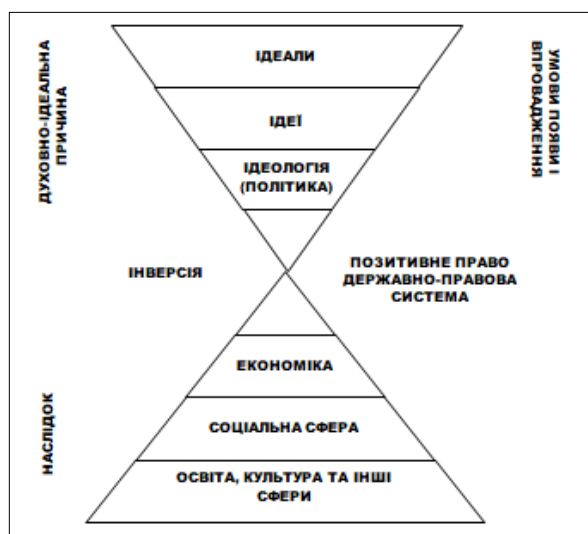 ІДЕАЛИ
ІДЕЇ
ІДЕОЛОГІЯ
(ПОЛІТИКА)
ДУХОВНО-ІДЕАЛЬНА
ПРИЧИНА
УМОВИ ПОЯВИ І
ВПРОВАДЖЕННЯ
ІНВЕРСІЯ
ПОЗИТИВНЕ ПРАВО
ДЕРЖАВНО-ПРАВОВА
СИСТЕМА
ЕКОНОМІКА
СОЦІАЛЬНА СФЕРА
ОСВІТА, КУЛЬТУРА ТА ІНШІ
СФЕРИ
НАСЛІДОК